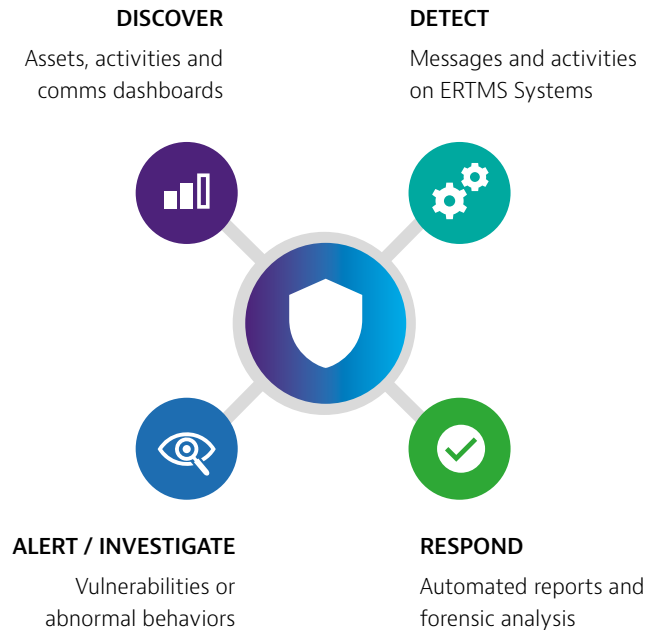 DISCOVER
Assets, activities and
comms dashboards
DETECT
Messages and activities
on ERTMS Systems
ALERT / INVESTIGATE
Vulnerabilities or
abnormal behaviors
RESPOND
Automated reports and
forensic analysis